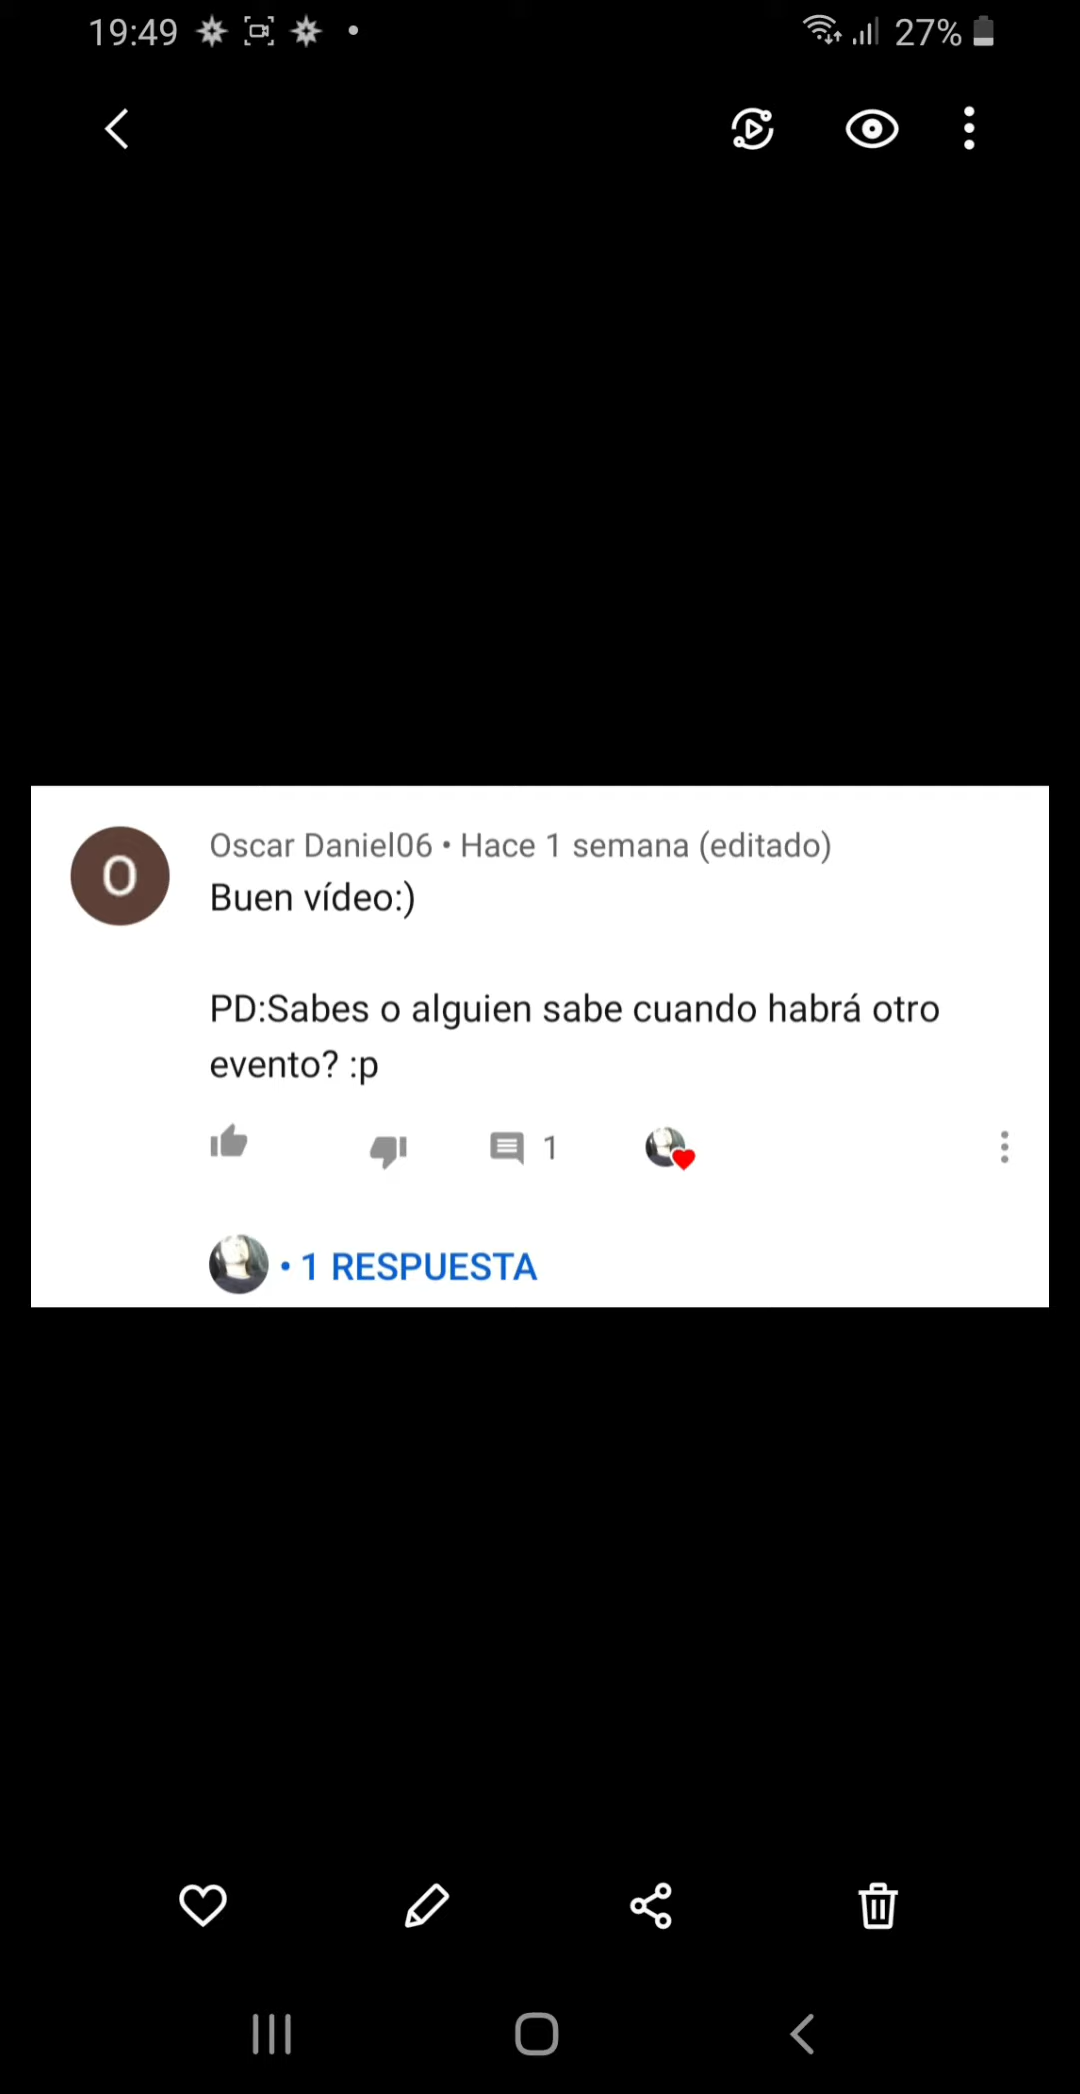 19:49
27%
Oscar Daniel06 • Hace 1 semana (editado)
O
Buen vídeo:)
PD:Sabes o alguien sabe cuando habrá otro
evento? :p
1
• 1 RESPUESTA